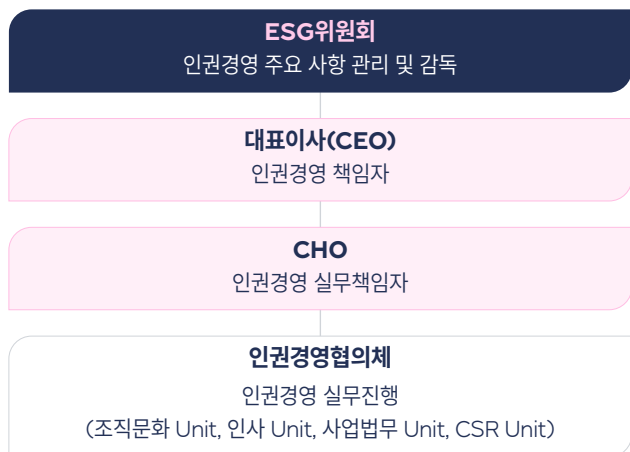 ESG위원회
인권경영 주요 사항 관리 및 감독
대표이사(CEO)
인권경영 책임자
CHO
인권경영 실무책임자
인권경영협의체
인권경영 실무진행
(조직문화 Unit, 인사 Unit, 사업법무 Unit, CSR Unit)